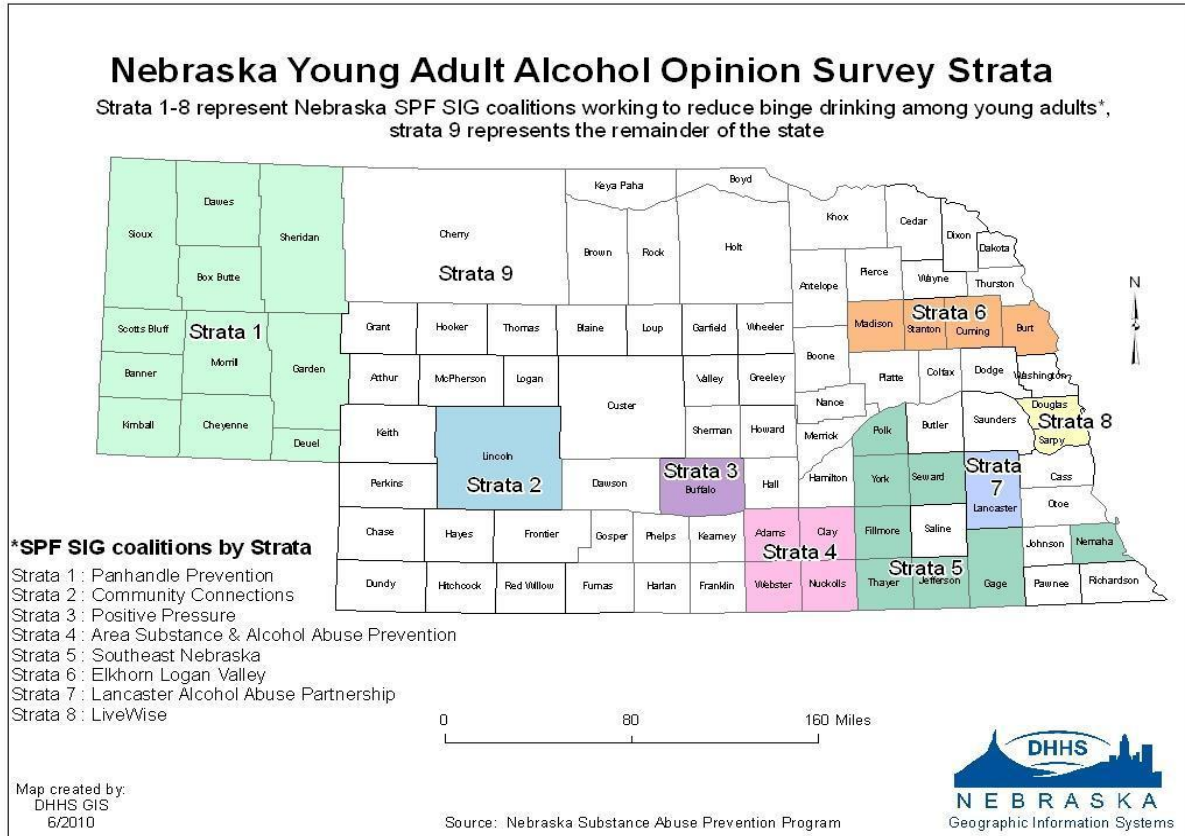 Nebraska Young Adult Alcohol Opinion Survey Strata
Strata 1-8 represent Nebraska SPF SIG coalitions working to reduce binge drinking among young adults*,
strata 9 represents the remainder of the state
Sioux
Dawes
Sheridan
Box Butte
Scotts Bluff
Strata 1
Banner
Morrill
Garden
Kimball
Cheyenne
Deuel
Cherry
Strata 9
Keya Paha
Boyd
Brown
Rock
Holt
Knox
Cedar
Dixon
Dakota
Antelope
Pierce
Wayne
Thurston
Grant
Hooker
Thomas
Blaine
Loup
Garfield
Wheeler
Madison
Strata 6
Stanton
Cuming
Burt
Boone
Arthur
McPherson
Logan
Custer
Valley
Greeley
Platte
Colfax
Dodge
Washington
Nance
Keith
Lincoln
Strata 2
Sherman
Howard
Merrick
Polk
Butler
Saunders
Douglas
Strata 8
Sarpy
Perkins
Dawson
Strata 3
Buffalo
Hall
Hamilton
York
Seward
Strata
7
Lancaster
Cass
Otoe
Chase
Hayes
Frontier
Gosper
Phelps
Kearney
Adams
Clay
Strata 4
Fillmore
Saline
Johnson
Nemaha
Dundy
Hitchcock
Red Willow
Furnas
Harlan
Franklin
Webster
Nuckolls
Thayer
Strata 5
Jefferson
Gage
Pawnee
Richardson
N
*SPF SIG coalitions by Strata
Strata 1 : Panhandle Prevention
Strata 2 : Community Connections
Strata 3 : Positive Pressure
Strata 4 : Area Substance & Alcohol Abuse Prevention
Strata 5 : Southeast Nebraska
Strata 6 : Elkhorn Logan Valley
Strata 7 : Lancaster Alcohol Abuse Partnership
Strata 8 : LiveWise
0 80 160 Miles
Map created by:
DHHS GIS
6/2010
Source: Nebraska Substance Abuse Prevention Program
DHHS
NEBRASKA
Geographic Information Systems